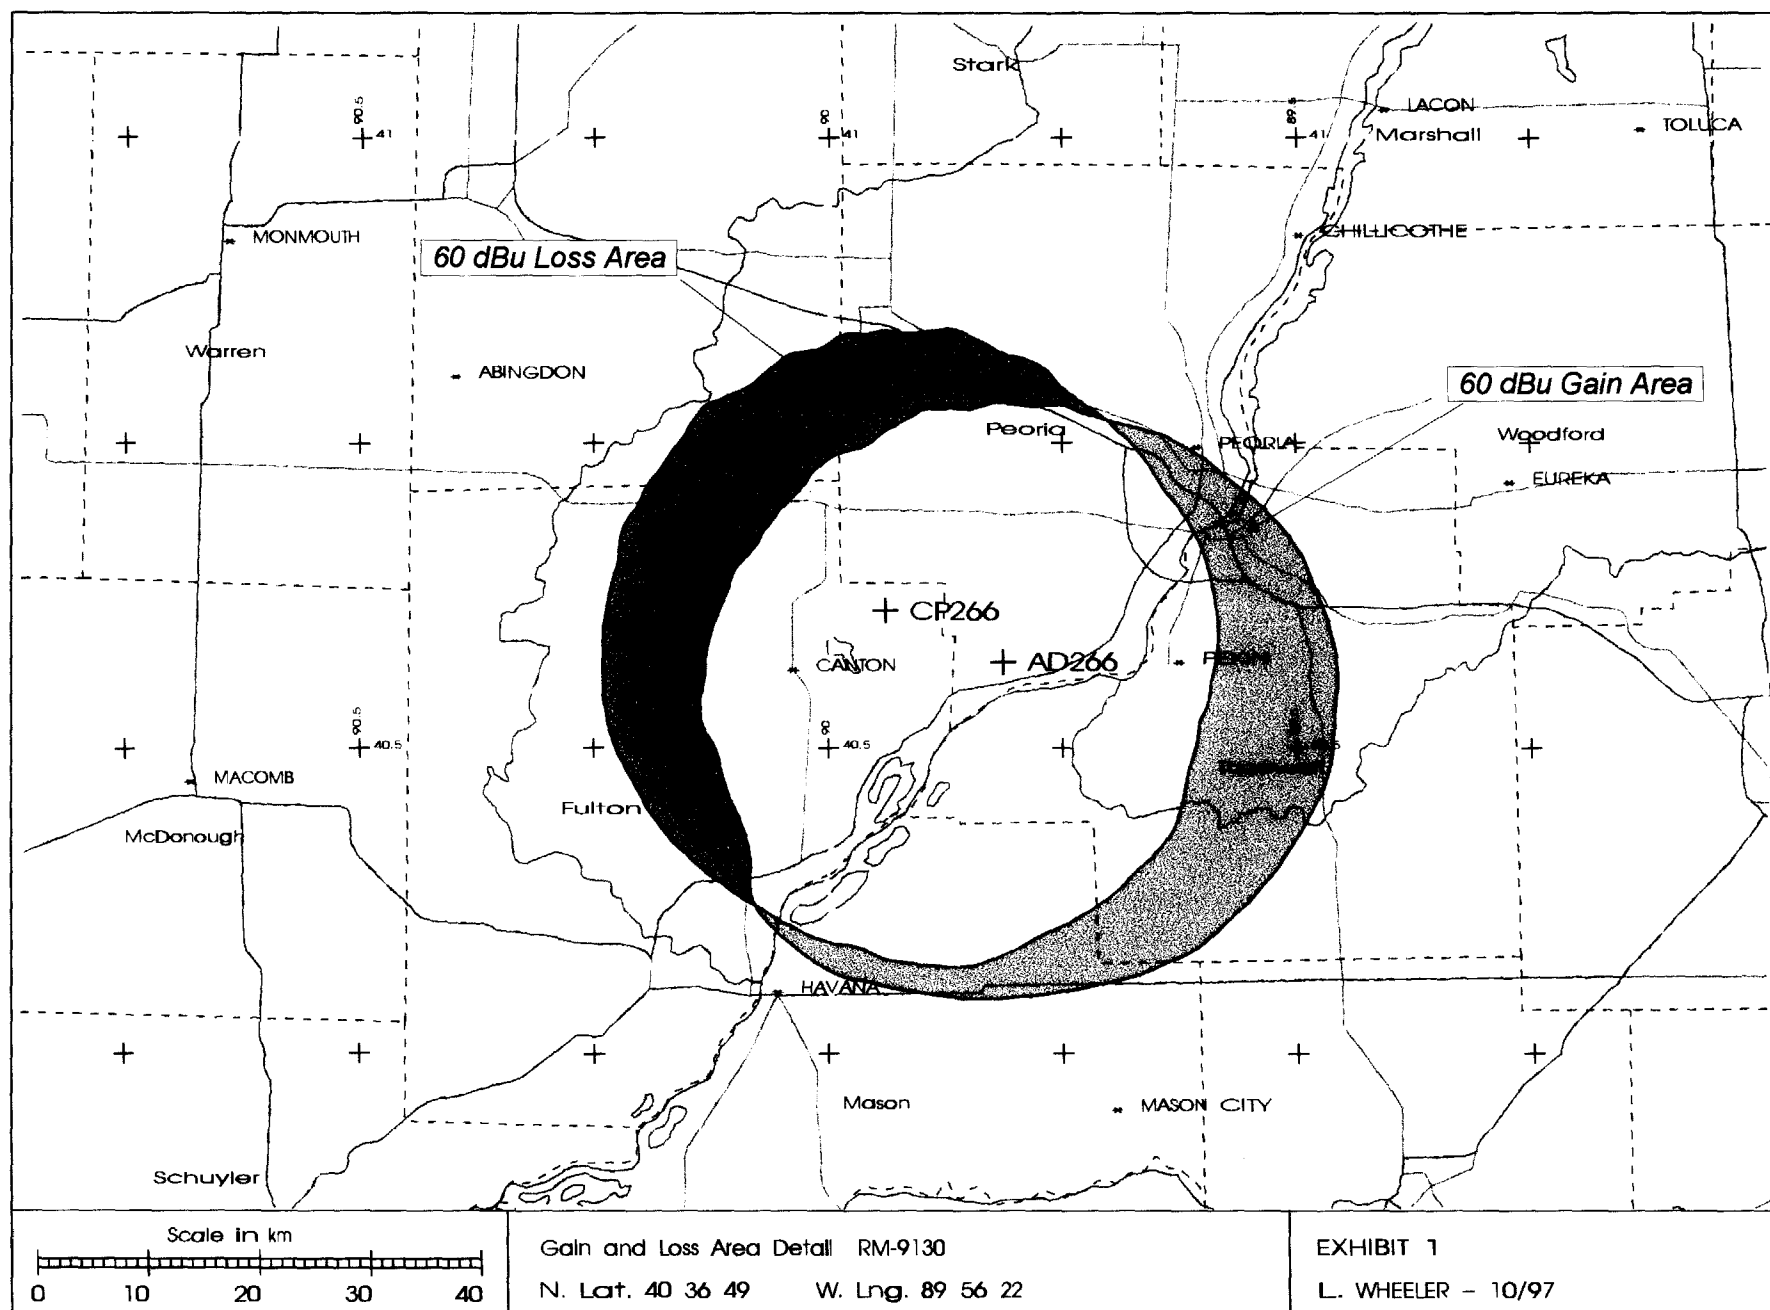 Stark
90.5
90
89.5
LACON
41
41
41
Marshall
TOLUCA
MONMOUTH
CHILLICOTHE
60 dBu Loss Area
Warren
ABINGDON
60 dBu Gain Area
Peoria
PEORIA
Woodford
EUREKA
CP266
CANTON
AD266
PEKIN
90.5
90
40.5
40.5
MACOMB
Fulton
McDonough
HAVANA
Mason
MASON CITY
Schuyler
Scale in km
0 10 20 30 40
Gain and Loss Area Detail RM-9130
N. Lat. 40 36 49 W. Lng. 89 56 22
EXHIBIT 1
L. WHEELER - 10/97